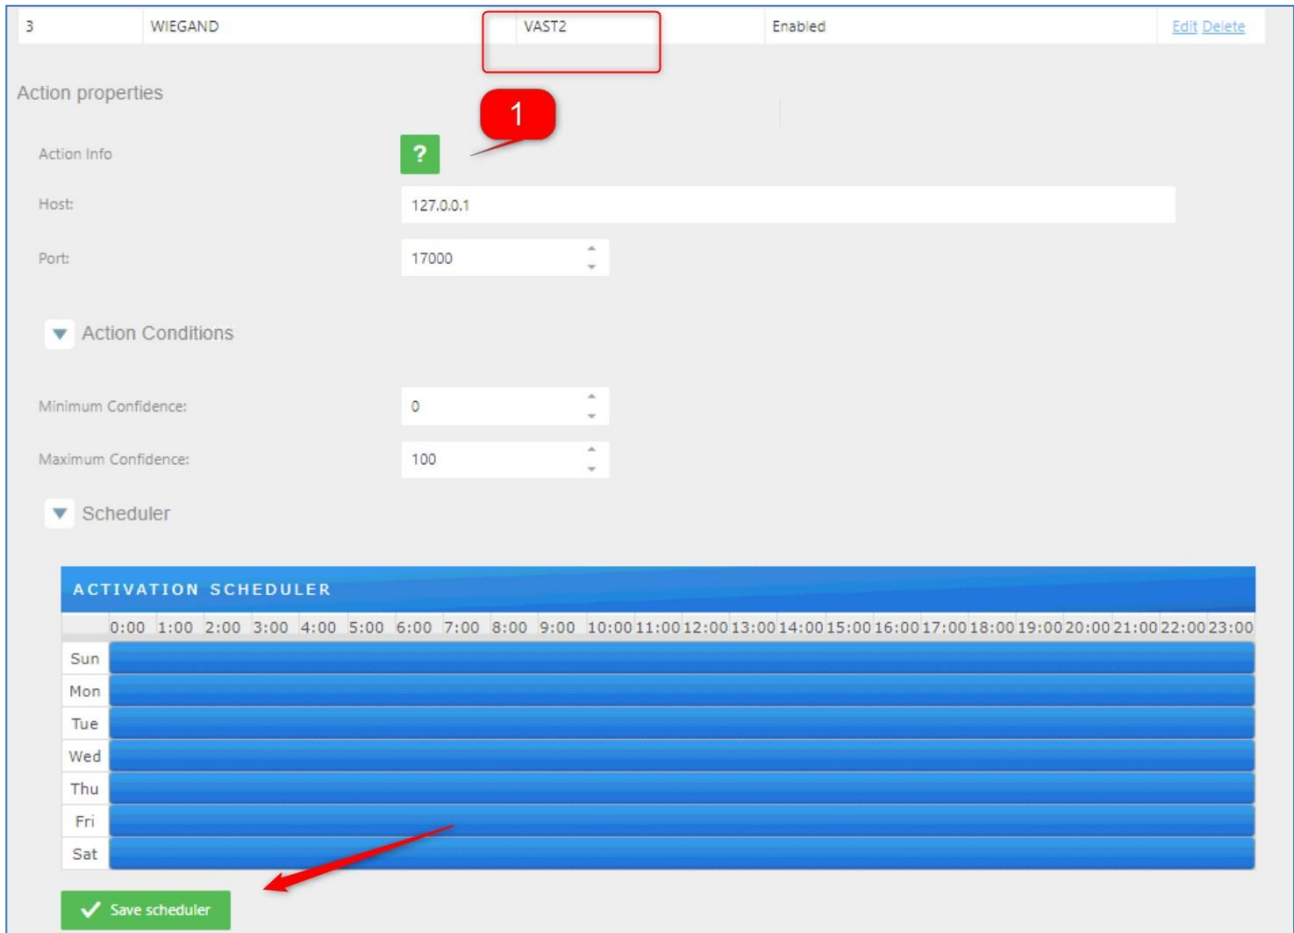 3 WIEGAND VAST2 Enabled Edit Delete
Action properties
1
Action Info ?
Host: 127.0.0.1
Port: 17000
Action Conditions
Minimum Confidence: 0
Maximum Confidence: 100
Scheduler
ACTIVATION SCHEDULER
0:00 1:00 2:00 3:00 4:00 5:00 6:00 7:00 8:00 9:00 10:00 11:00 12:00 13:00 14:00 15:00 16:00 17:00 18:00 19:00 20:00 21:00 22:00 23:00
Sun
Mon
Tue
Wed
Thu
Fri
Sat
Save scheduler